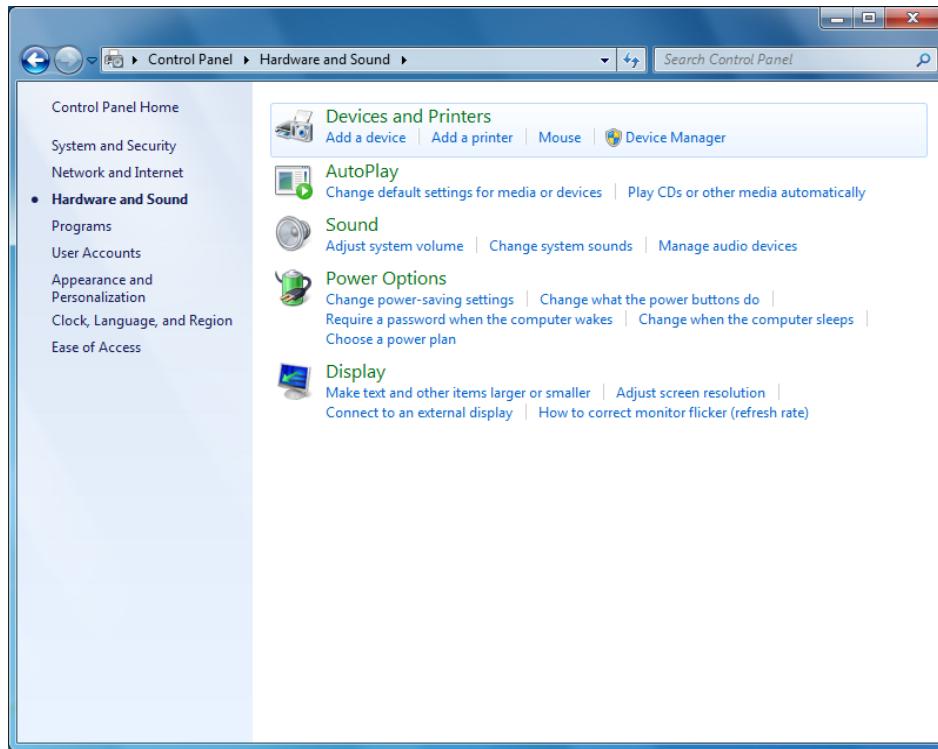 Control Panel Hardware and Sound Search Control Panel
Control Panel Home
System and Security
Network and Internet
Hardware and Sound
Programs
User Accounts
Appearance and
Personalization
Clock, Language, and Region
Ease of Access
Devices and Printers
Add a device Add a printer Mouse Device Manager
AutoPlay
Change default settings for media or devices Play CDs or other media automatically
Sound
Adjust system volume Change system sounds Manage audio devices
Power Options
Change power-saving settings Change what the power buttons do
Require a password when the computer wakes Change when the computer sleeps
Choose a power plan
Display
Make text and other items larger or smaller Adjust screen resolution
Connect to an external display How to correct monitor flicker (refresh rate)